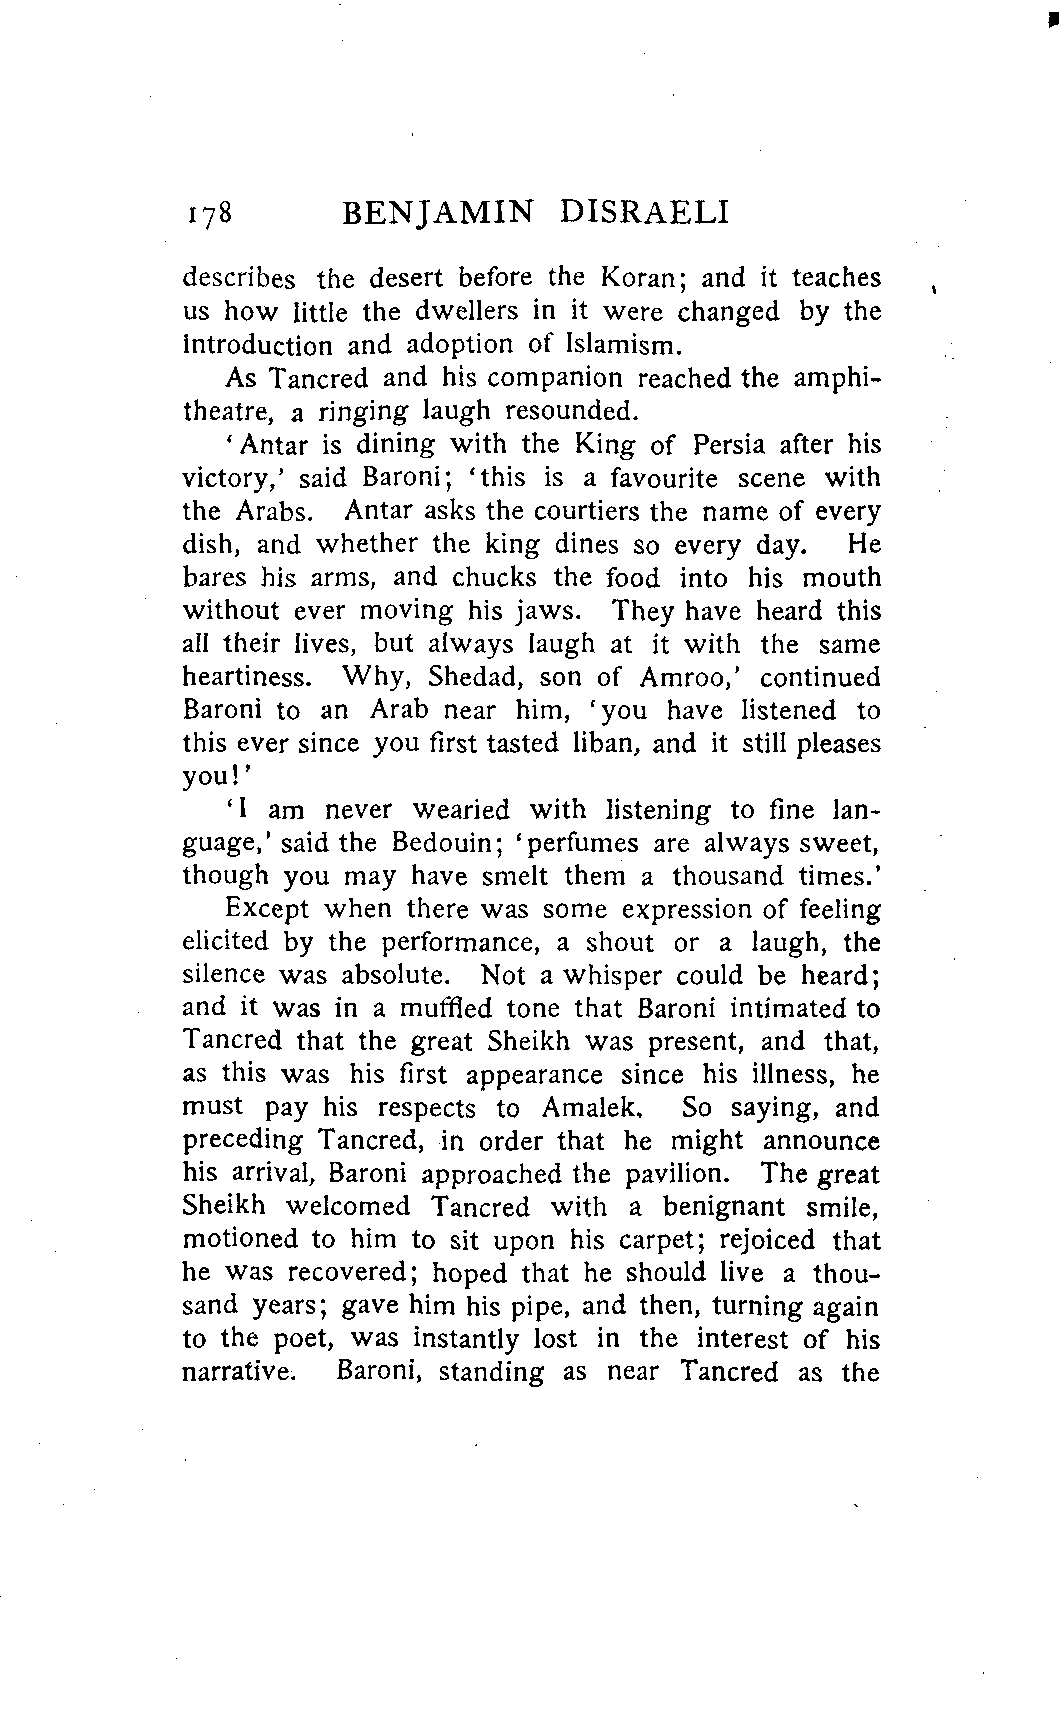 178 BENJAMIN DISRAELI
describes the desert before the Koran; and it teaches
us how little the dwellers in it were changed by the
introduction and adoption of Islamism.
As Tancred and his companion reached the amphi-
theatre, a ringing laugh resounded.
‘Antar is dining with the King of Persia after his
victory,’ said Baroni; ‘this is a favourite scene with
the Arabs. Antar asks the courtiers the name of every
dish, and whether the king dines so every day. He
bares his arms, and chucks the food into his mouth
without ever moving his jaws. They have heard this
all their lives, but always laugh at it with the same
heartiness. Why, Shedad, son of Amroo,’ continued
Baroni to an Arab near him, ‘you have listened to
this ever since you first tasted liban, and it still pleases
you!’
‘I am never wearied with listening to fine lan-
guage,’ said the Bedouin; ‘perfumes are always sweet,
though you may have smelt them a thousand times.’
Except when there was some expression of feeling
elicited by the performance, a shout or a laugh, the
silence was absolute. Not a whisper could be heard;
and it was in a muffled tone that Baroni intimated to
Tancred that the great Sheikh was present, and that,
as this was his first appearance since his illness, he
must pay his respects to Amalek. So saying, and
preceding Tancred, in order that he might announce
his arrival, Baroni approached the pavilion. The great
Sheikh welcomed Tancred with a benignant smile,
motioned to him to sit upon his carpet; rejoiced that
he was recovered; hoped that he should live a thou-
sand years; gave him his pipe, and then, turning again
to the poet, was instantly lost in the interest of his
narrative. Baroni, standing as near Tancred as the